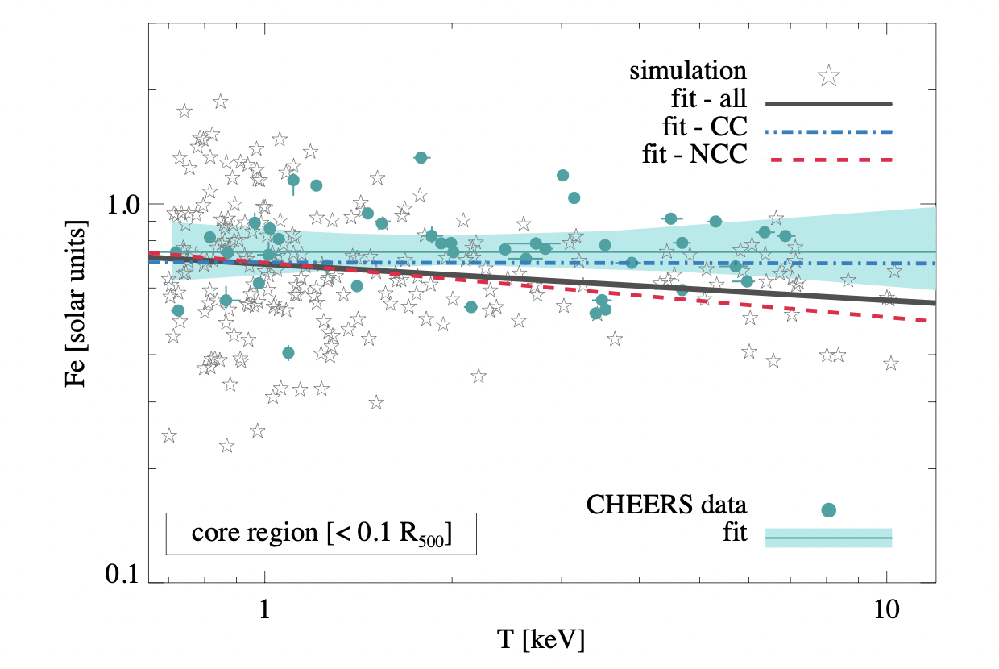 simulation
fit - all
fit - CC
fit - NCC
1.0
Fe [solar units]
CHEERS data
fit
core region [< 0.1 R500]
0.1
1
10
T [keV]